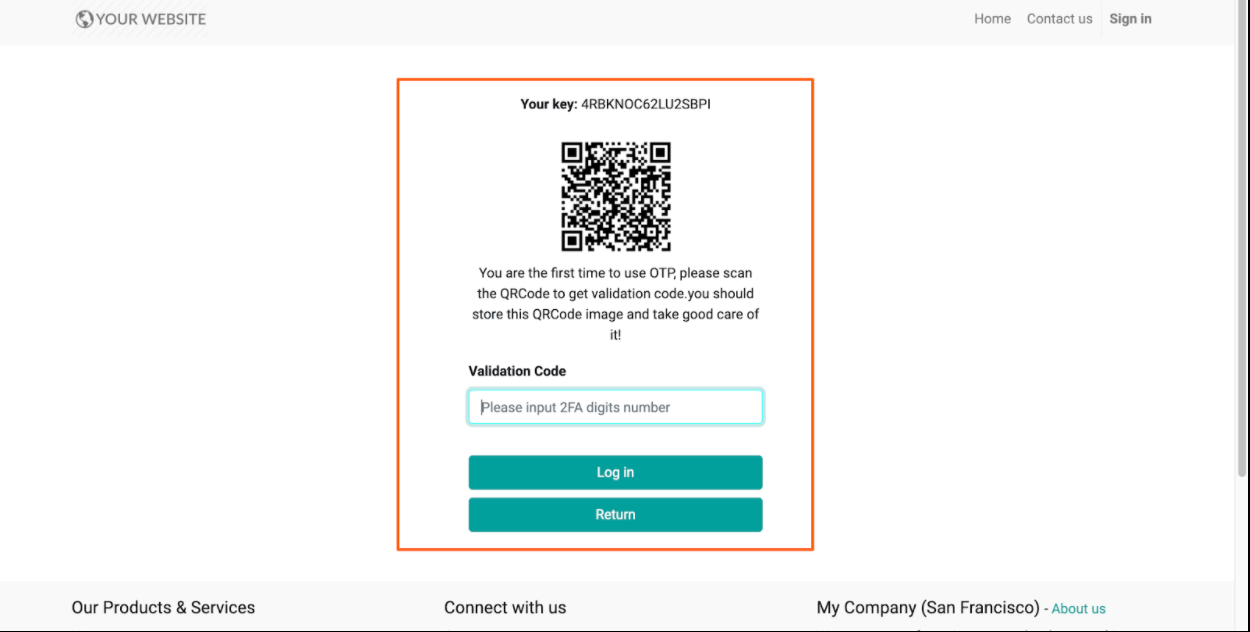 YOUR WEBSITE
Home Contact us Sign in
Your key: 4RBKNOC62LU2SBPI
You are the first time to use OTP, please scan
the QRCode to get validation code.you should
store this QRCode image and take good care of
it!
Validation Code
Please input 2FA digits number
Log in
Return
Our Products & Services
Connect with us
My Company (San Francisco) - About us